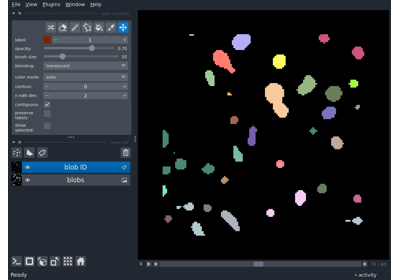 File View Plugins Window Help
label: 1
opacity: 0.70
brush size: 10
blending: translucent
color mode: auto
contour: 0
n edit dim: 2
contiguous:
preserve
labels:
show
selected:
blob ID
blobs
Ready
activity